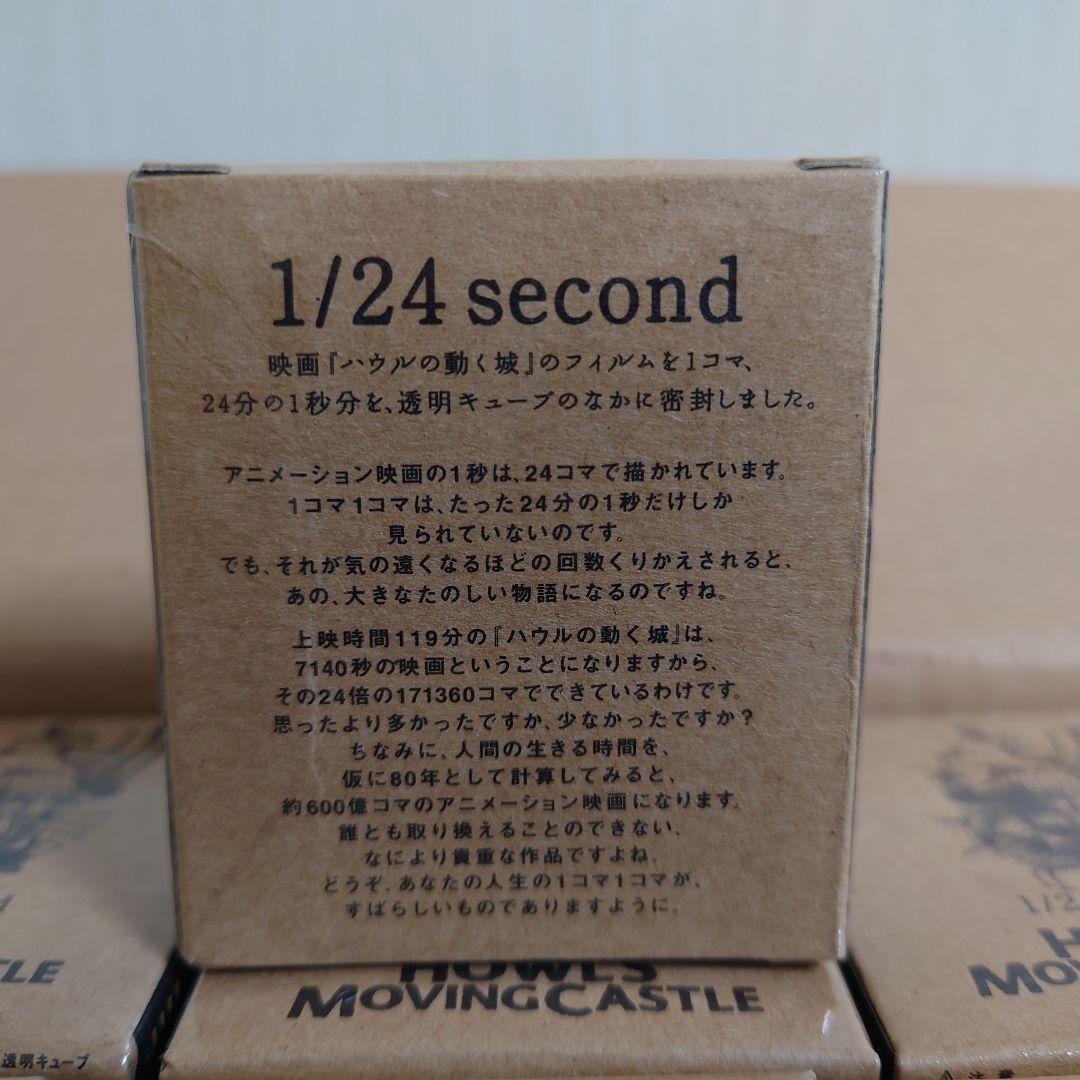 1/24 second
映画『ハウルの動く城』のフィルムを1コマ、
24分の1秒分を、透明キューブのなかに密封しました。
アニメーション映画の1秒は、24コマで描かれています。
1コマ1コマは、たった24分の1秒だけしか
見られていないのです。
でも、それが気の遠くなるほどの回数くりかえされると、
あの、大きなたのしい物語になるのですね。
上映時間119分の『ハウルの動く城』は、
7140秒の映画ということになりますから、
その24倍の171360コマでできているわけです。
思ったより多かったですか、少なかったですか?
ちなみに、人間の生きる時間を、
仮に80年として計算してみると、
約600億コマのアニメーション映画になります。
誰とも取り換えることのできない、
なにより貴重な作品ですよね。
どうぞ、あなたの人生の1コマ1コマが、
すばらしいものでありますように。
HOWL'S
MOVINGCASTLE
TLE
透明キューブ
1/2
H
MOVING
注意